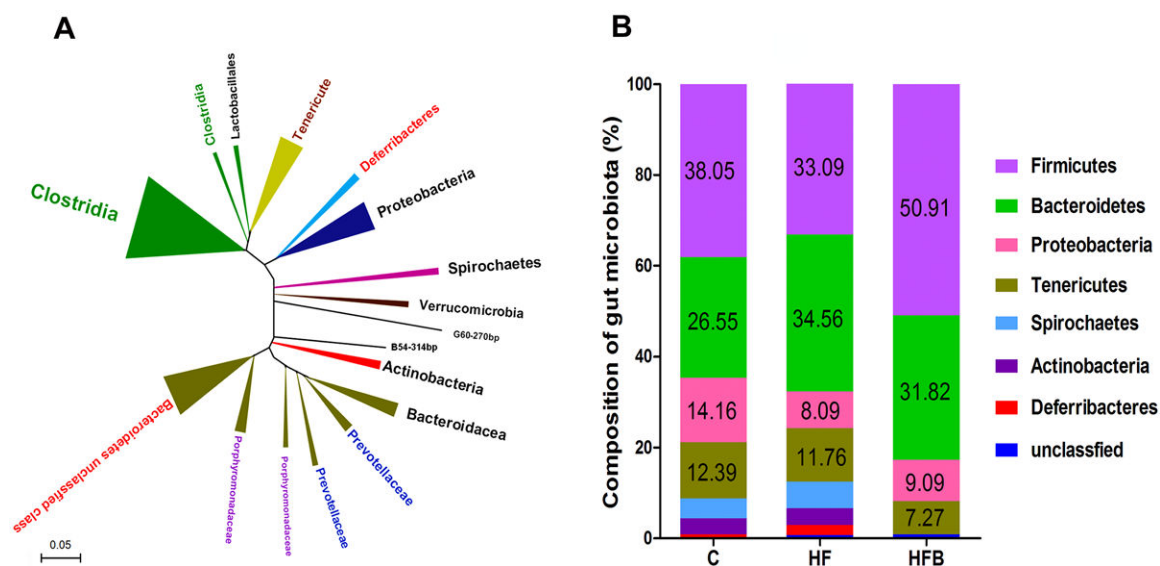 A
Clostridia
Clostridia
Lactobacillales
Tenericute
Deferribacteres
Proteobacteria
Spirochaetes
Verrucomicrobia
G60-270bp
B54-314bp
Actinobacteria
Bacteroidacea
Prevotellaceae
Prevotellaceae
Porphyromonadaceae
Porphyromonadaceae
Bacteroidetes unclassfied class
0.05
B
Composition of gut microbiota (%)
100
80
60
40
20
0
38.05
26.55
14.16
12.39
33.09
34.56
8.09
11.76
50.91
31.82
9.09
7.27
C
HF
HFB
Firmicutes
Bacteroidetes
Proteobacteria
Tenericutes
Spirochaetes
Actinobacteria
Deferribacteres
unclassfied